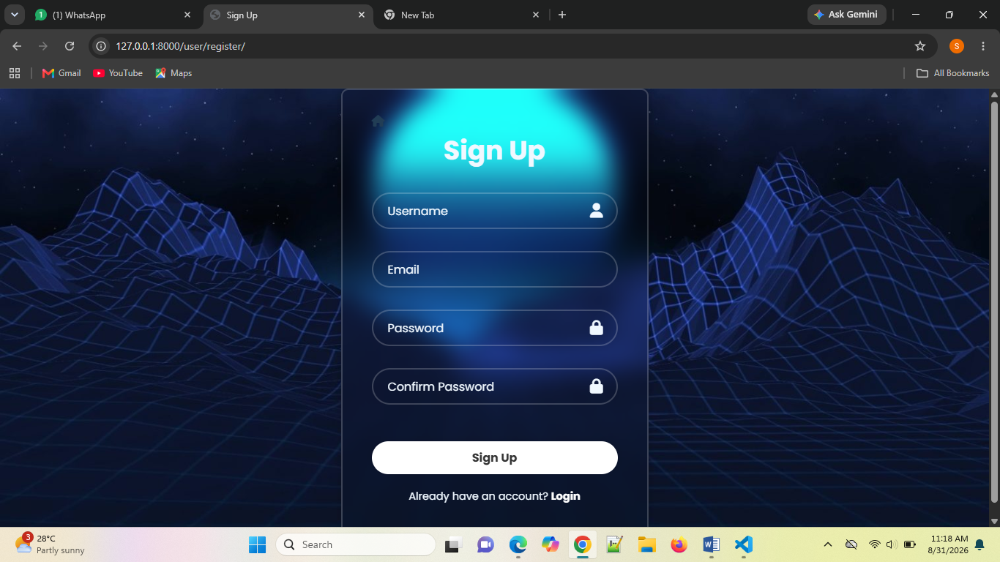 1
(1) WhatsApp
Sign Up
New Tab
Ask Gemini
127.0.0.1:8000/user/register/
S
Gmail
YouTube
Maps
All Bookmarks
Sign Up
Username
Email
Password
Confirm Password
Sign Up
Already have an account? Login
3
28°C
Partly sunny
Search
11:18 AM
8/31/2026